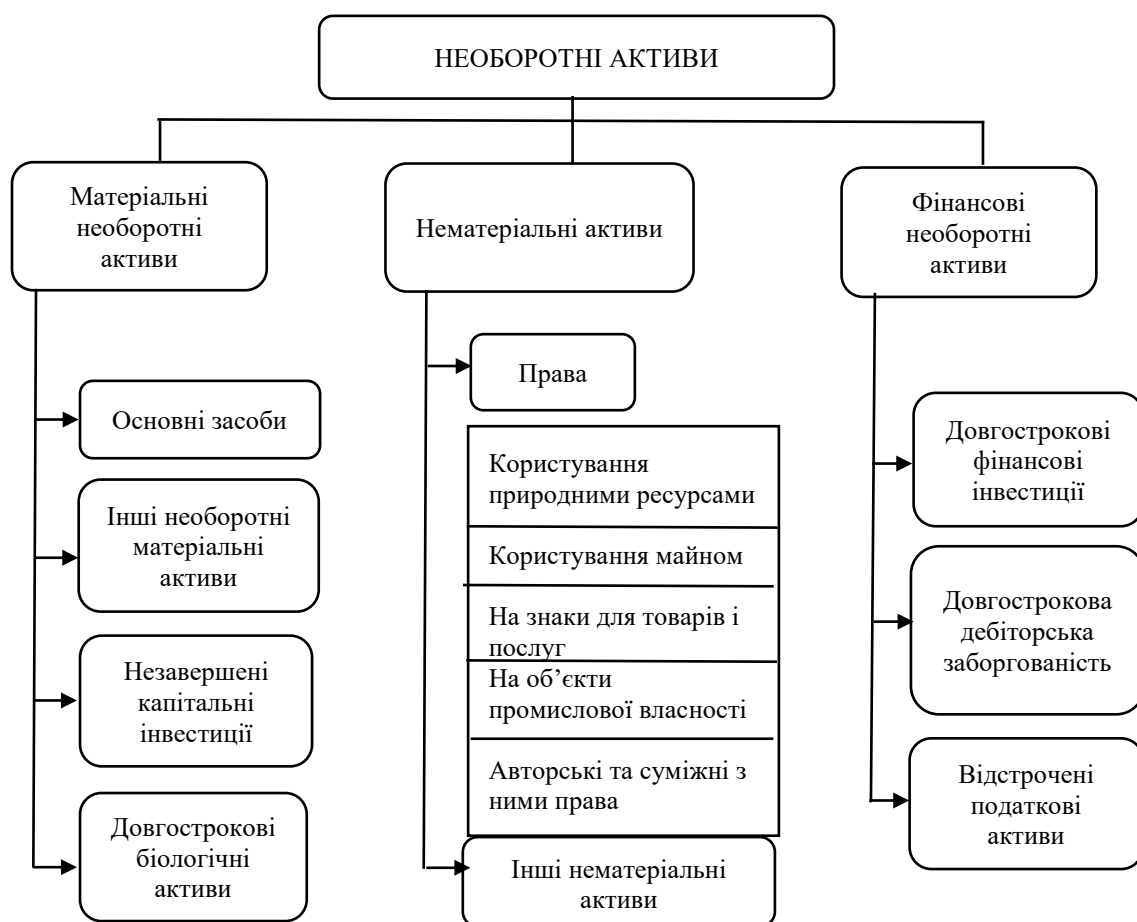 НЕОБОРОТНІ АКТИВИ
Матеріальні
необоротні
активи
Нематеріальні активи
Фінансові
необоротні
активи
Основні засоби
Інші необоротні
матеріальні
активи
Незавершені
капітальні
інвестиції
Довгострокові
біологічні
активи
Права
Користування
природними ресурсами
Користування майном
На знаки для товарів і
послуг
На об’єкти
промислової власності
Авторські та суміжні з
ними права
Інші нематеріальні
активи
Довгострокові
фінансові
інвестиції
Довгострокова
дебіторська
заборгованість
Відстрочені
податкові
активи